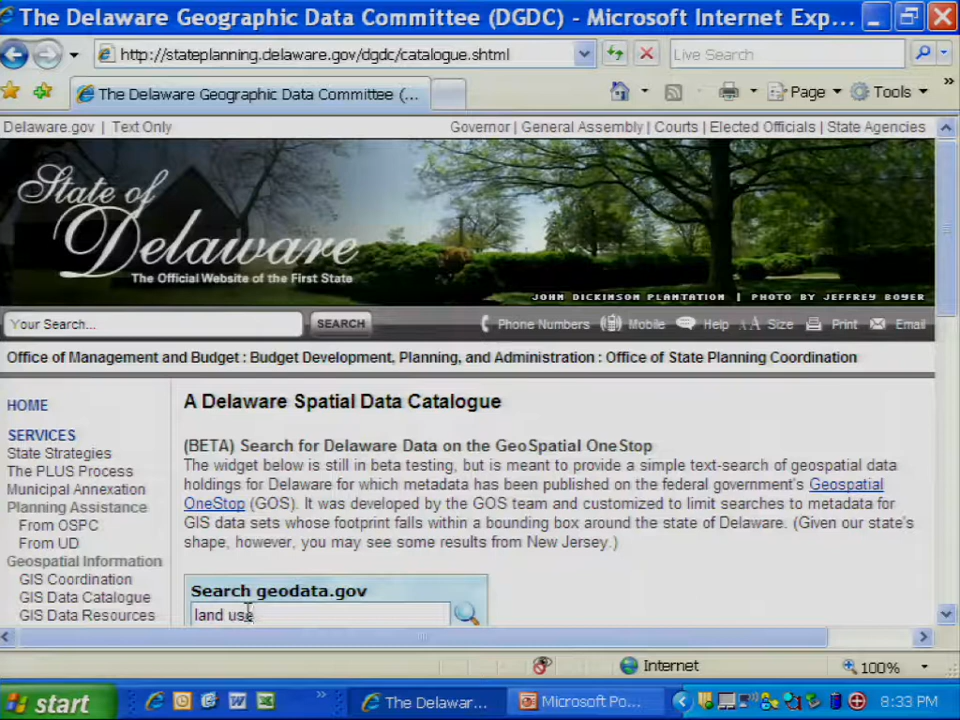 The Delaware Geographic Data Committee (DGDC) - Microsoft Internet Exp...
http://stateplanning.delaware.gov/dgdc/catalogue.shtml
Live Search
The Delaware Geographic Data Committee (...
Page
Tools
Delaware.gov | Text Only
Governor | General Assembly | Courts | Elected Officials | State Agencies
State of
Delaware
The Official Website of the First State
JOHN DICKINSON PLANTATION | PHOTO BY JEFFREY BOYER
Your Search...
SEARCH
Phone Numbers
Mobile
Help
AA Size
Print
Email
Office of Management and Budget : Budget Development, Planning, and Administration : Office of State Planning Coordination
HOME
SERVICES
State Strategies
The PLUS Process
Municipal Annexation
Planning Assistance
From OSPC
From UD
Geospatial Information
GIS Coordination
GIS Data Catalogue
GIS Data Resources
A Delaware Spatial Data Catalogue
(BETA) Search for Delaware Data on the GeoSpatial OneStop
The widget below is still in beta testing, but is meant to provide a simple text-search of geospatial data
holdings for Delaware for which metadata has been published on the federal government's Geospatial
OneStop (GOS). It was developed by the GOS team and customized to limit searches to metadata for
GIS data sets whose footprint falls within a bounding box around the state of Delaware. (Given our state's
shape, however, you may see some results from New Jersey.)
Search geodata.gov
land use
Internet
100%
start
The Delawar...
Microsoft Po...
8:33 PM